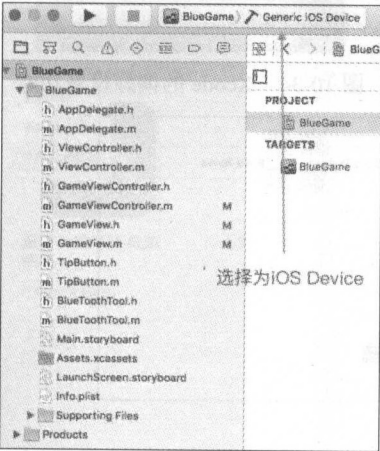 BlueGame
Generic iOS Device
BlueG
BlueGame
BlueGame
h AppDelegate.h
m AppDelegate.m
h ViewController.h
m ViewController.m
h GameViewController.h
m GameViewController.m M
h GameView.h M
m GameView.m M
h TipButton.h
m TipButton.m
h BlueToothTool.h
m BlueToothTool.m
Main.storyboard
Assets.xcassets
LaunchScreen.storyboard
Info.plist
Supporting Files
Products
PROJECT
BlueGame
TARGETS
BlueGame
选择为iOS Device